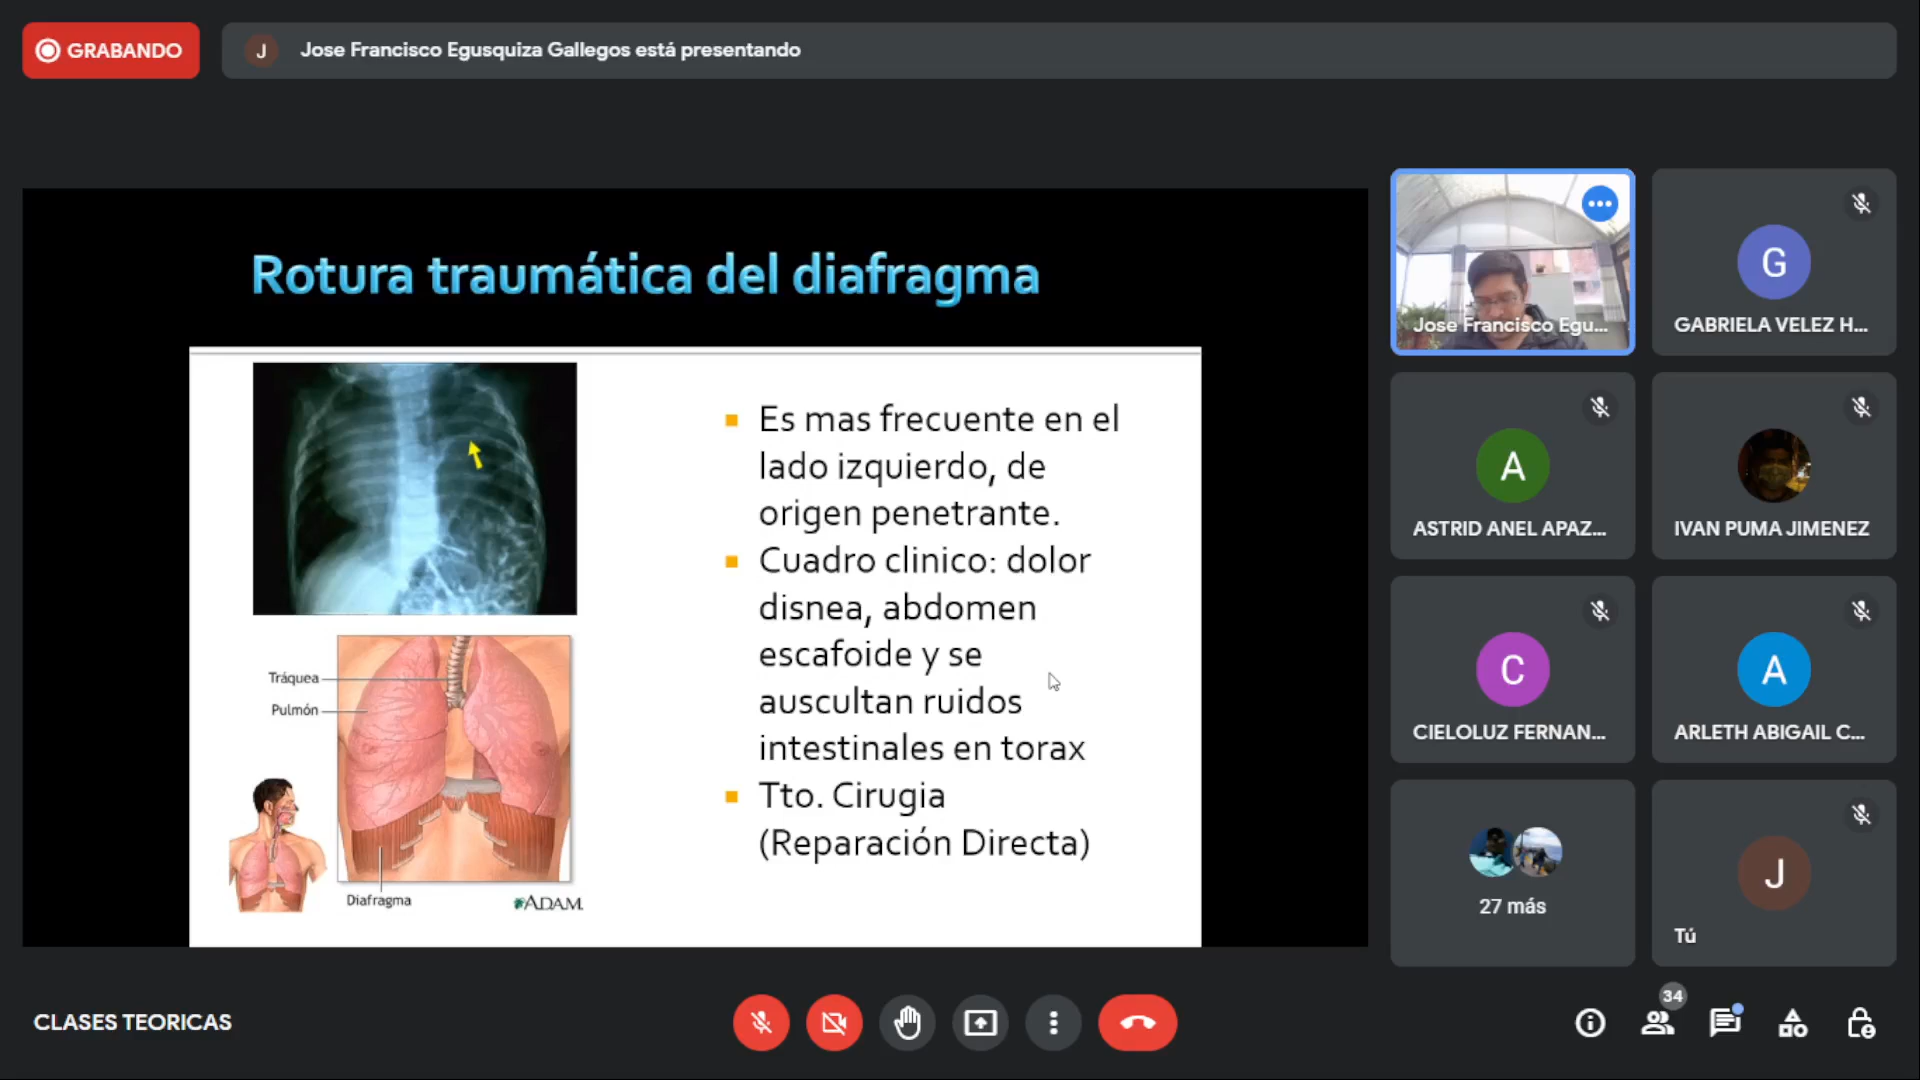 GRABANDO
J
Jose Francisco Egusquiza Gallegos está presentando
Rotura traumática del diafragma
Es mas frecuente en el
lado izquierdo, de
origen penetrante.
Cuadro clinico: dolor
disnea, abdomen
escafoide y se
auscultan ruidos
intestinales en torax
Tto. Cirugia
(Reparación Directa)
Tráquea
Pulmón
Diafragma
ADAM.
Jose Francisco Egu...
G
GABRIELA VELEZ H...
A
ASTRID ANEL APAZ...
IVAN PUMA JIMENEZ
C
CIELOLUZ FERNAN...
A
ARLETH ABIGAIL C...
27 más
J
Tú
CLASES TEORICAS
34